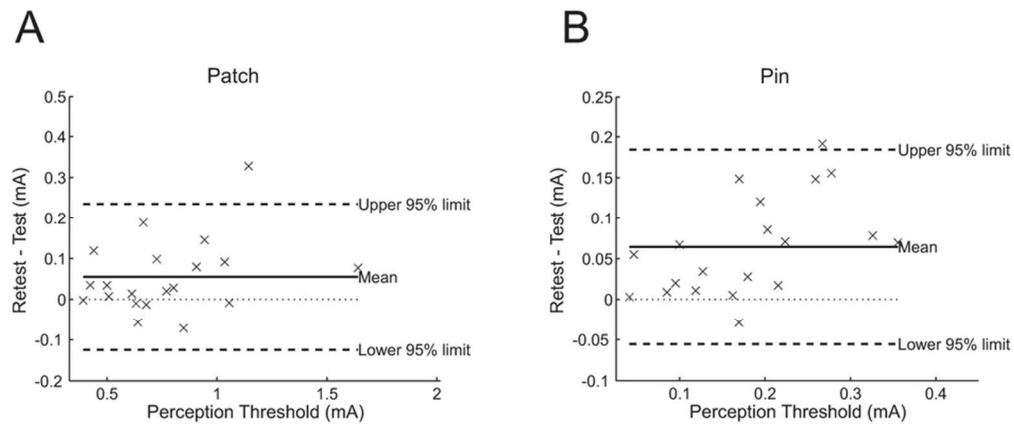 A
Patch
0.5
0.4
0.3
0.2
0.1
0
-0.1
-0.2
Retest - Test (mA)
Upper 95% limit
Mean
Lower 95% limit
0.5
1
1.5
2
Perception Threshold (mA)
B
Pin
0.25
0.2
0.15
0.1
0.05
0
-0.05
-0.1
Retest - Test (mA)
Upper 95% limit
Mean
Lower 95% limit
0.1
0.2
0.3
0.4
Perception Threshold (mA)